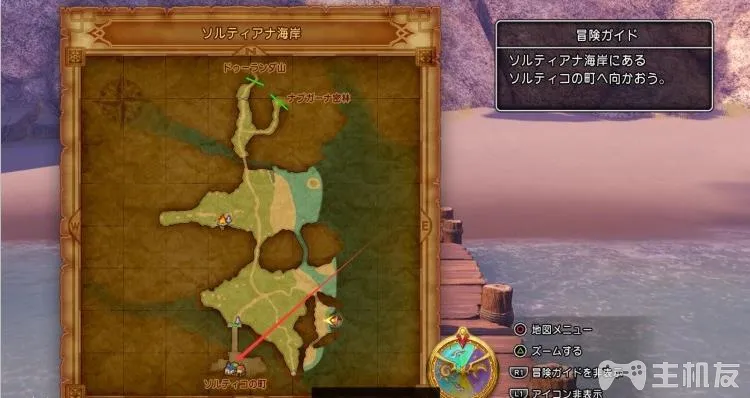 ソルティアナ海岸
N
ドゥーランダ山
ナプガーナ密林
W
E
ソルティコの町
冒険ガイド
ソルティアナ海岸にある
ソルティコの町へ向かおう。
地図メニュー
ズームする
R1 冒険ガイドを非表示
L1 アイコン非表示
主机友